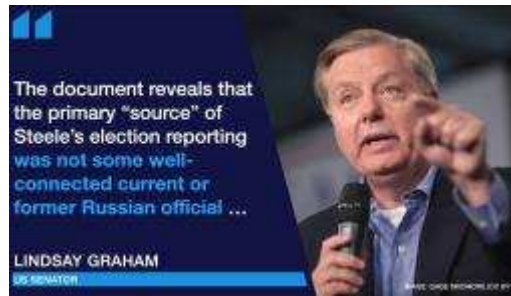 The document reveals that
the primary “source” of
Steele’s election reporting
was not some well-
connected current or
former Russian official ...
LINDSAY GRAHAM
US SENATOR